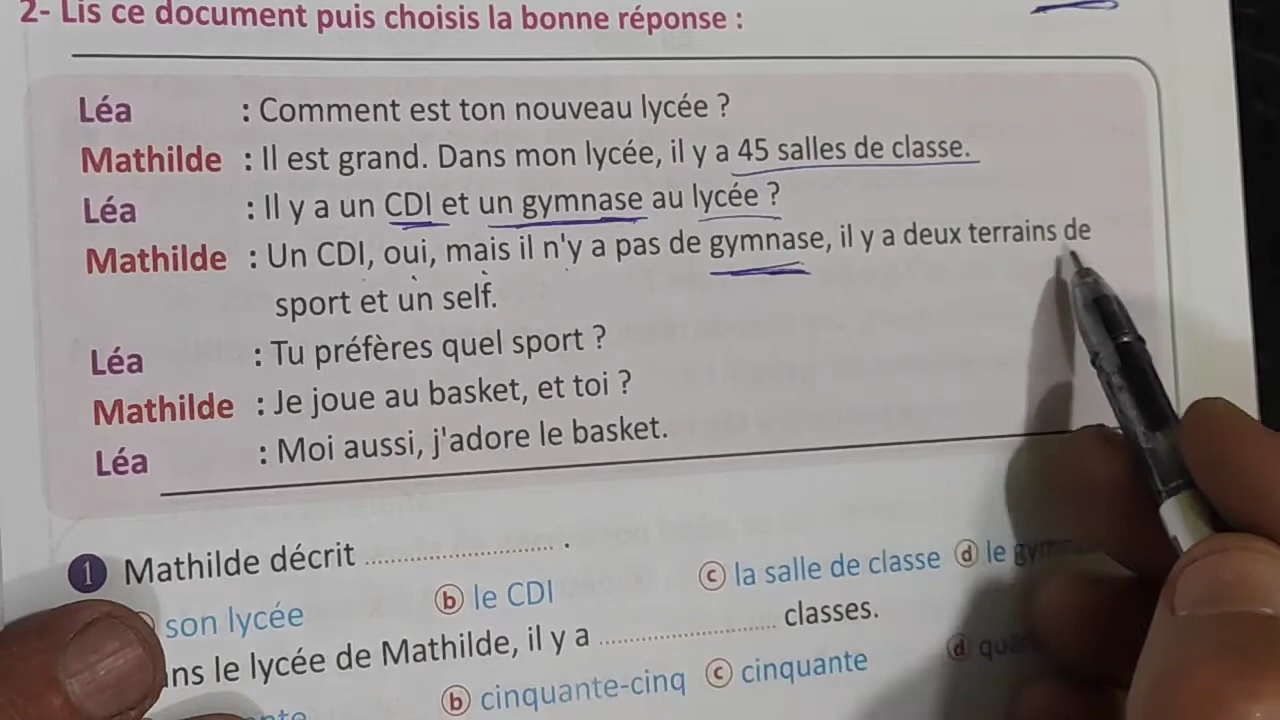 2- Lis ce document puis choisis la bonne réponse :
Léa : Comment est ton nouveau lycée ?
Mathilde : Il est grand. Dans mon lycée, il y a 45 salles de classe.
Léa : Il y a un CDI et un gymnase au lycée ?
Mathilde : Un CDI, oui, mais il n'y a pas de gymnase, il y a deux terrains de
sport et un self.
Léa : Tu préfères quel sport ?
Mathilde : Je joue au basket, et toi ?
Léa : Moi aussi, j'adore le basket.
1 Mathilde décrit .............................. .
son lycée b le CDI c la salle de classe d le
le lycée de Mathilde, il y a .............................. classes.
b cinquante-cinq c cinquante d